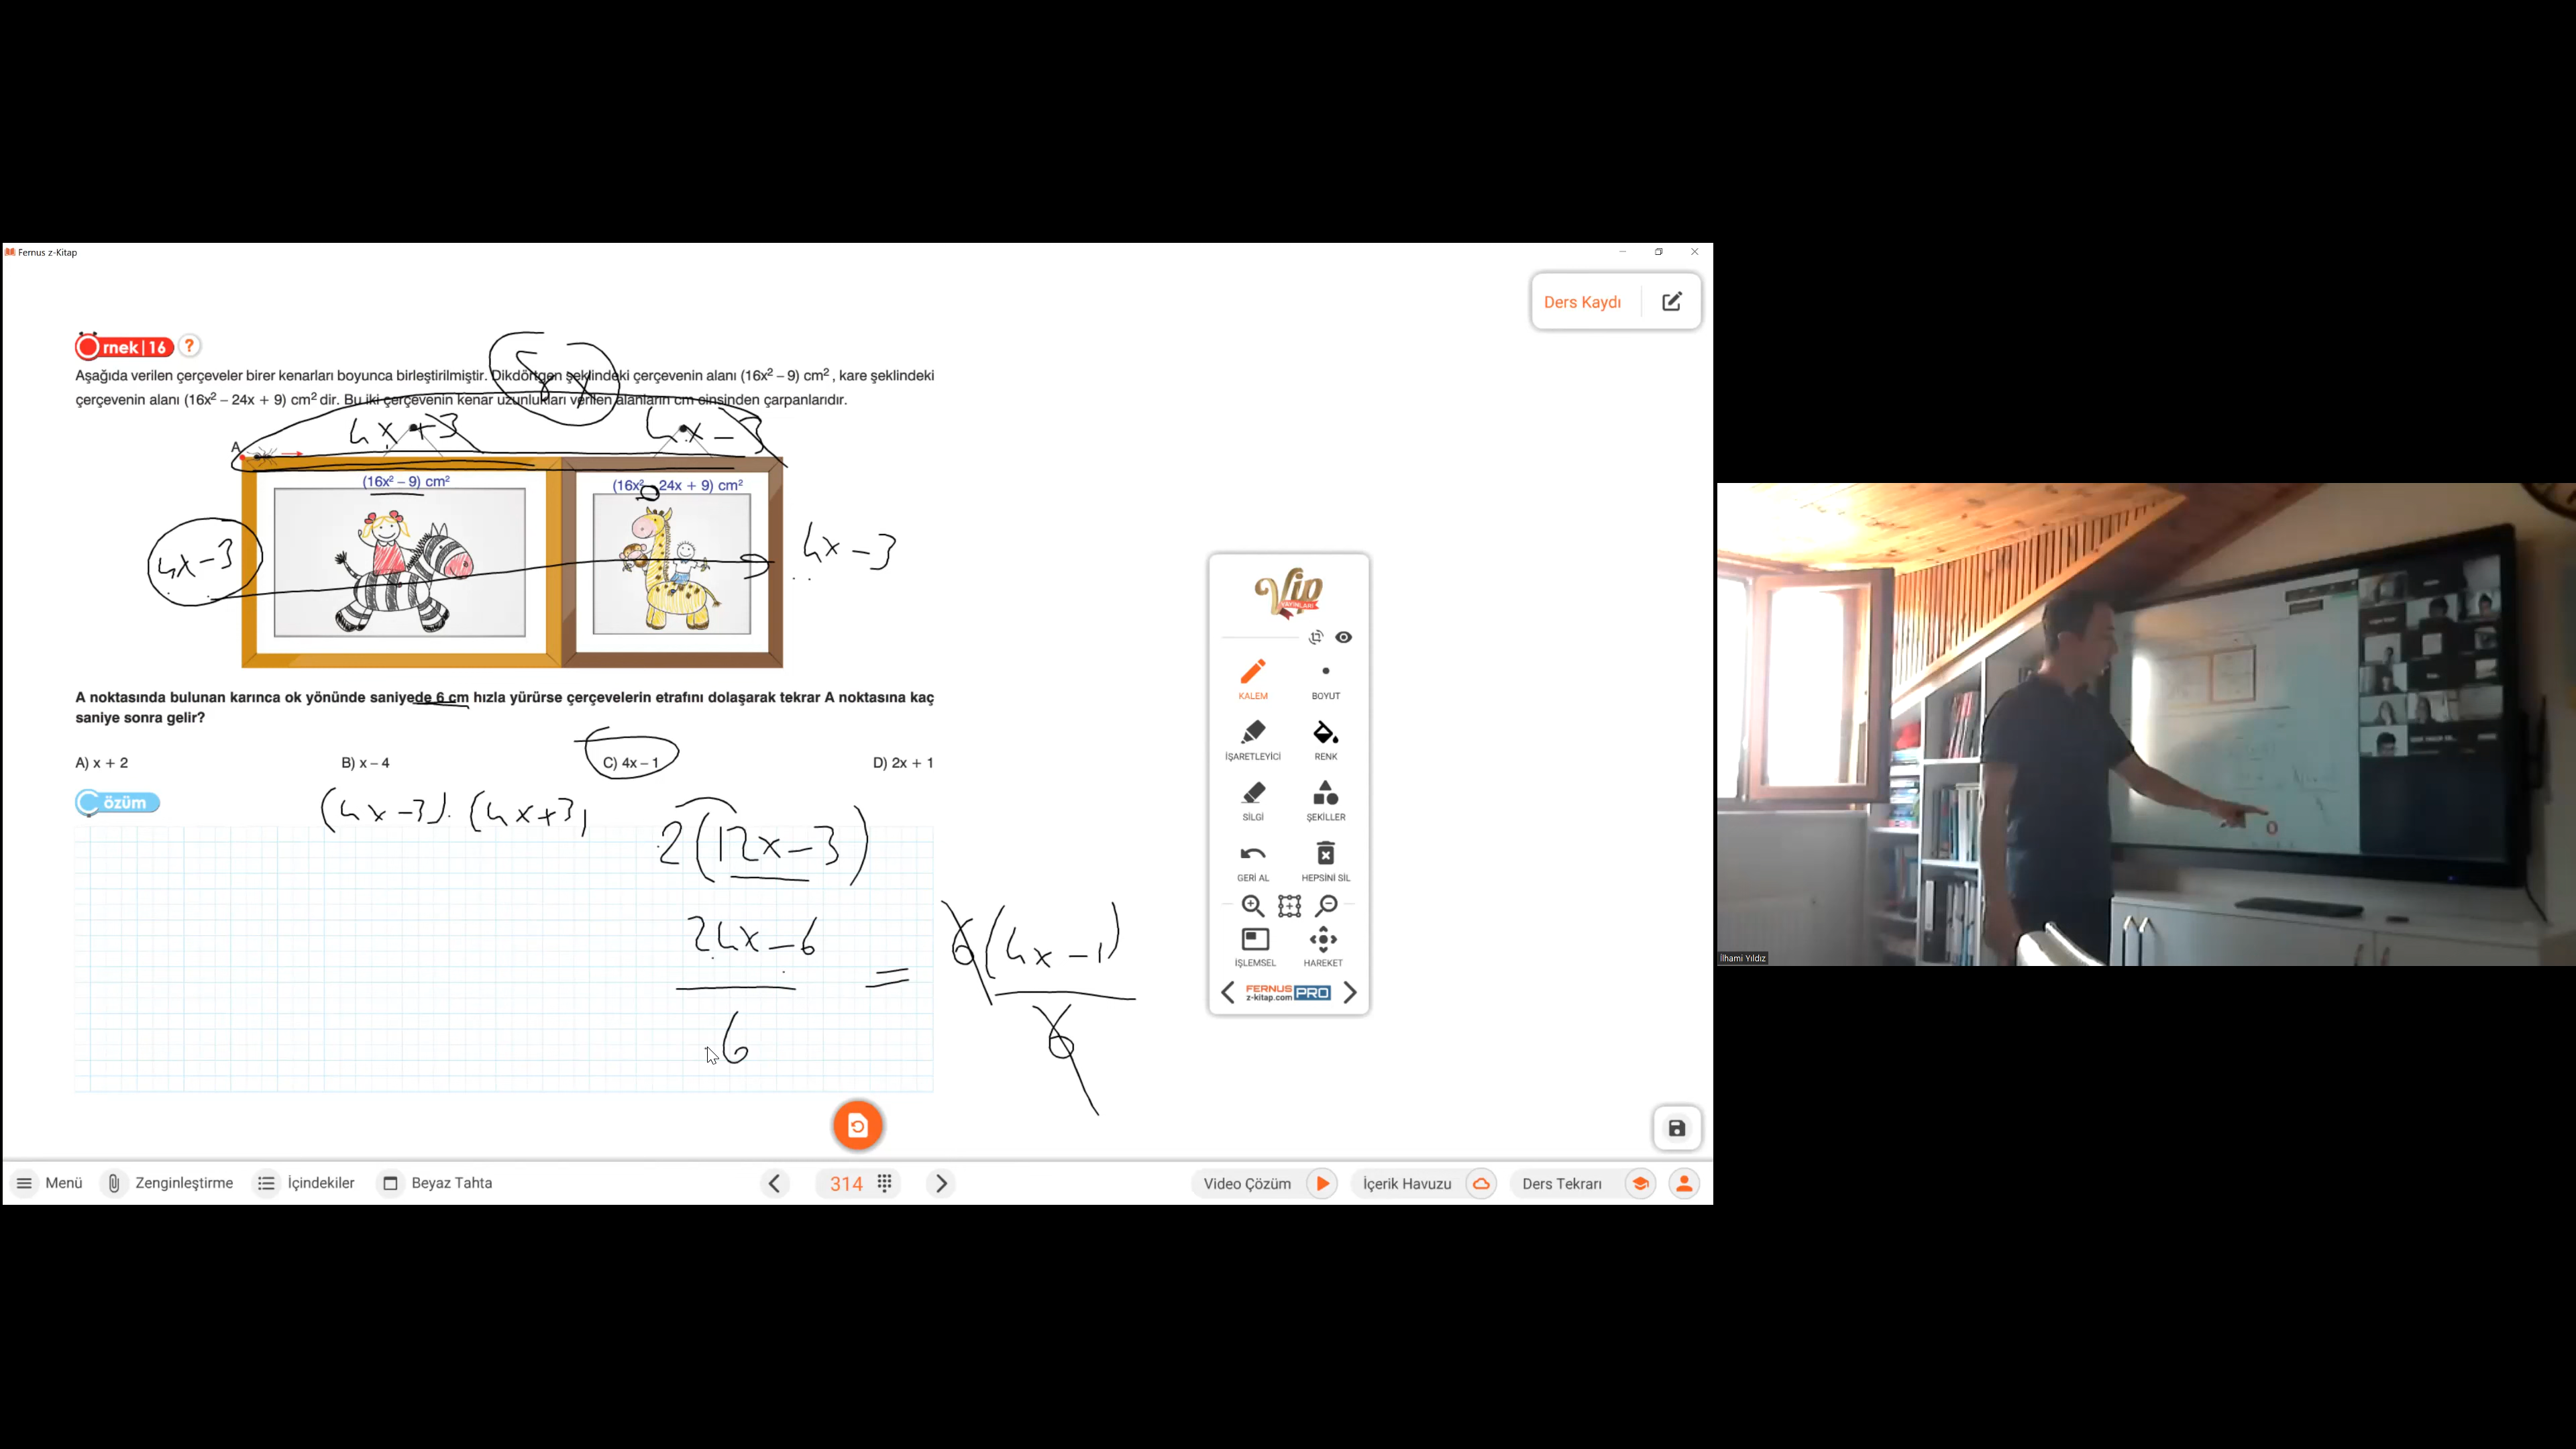 Fernus z-Kitap
Ders Kaydı
Örnek|16 ?
8x
Aşağıda verilen çerçeveler birer kenarları boyunca birleştirilmiştir. Dikdörtgen şeklindeki çerçevenin alanı (16x² – 9) cm², kare şeklindeki
çerçevenin alanı (16x² – 24x + 9) cm² dir. Bu iki çerçevenin kenar uzunlukları verilen alanların cm cinsinden çarpanlarıdır.
4x + 3
4x – 3
A
(16x² – 9) cm²
(16x² – 24x + 9) cm²
4x – 3
4x – 3
A noktasında bulunan karınca ok yönünde saniyede 6 cm hızla yürürse çerçevelerin etrafını dolaşarak tekrar A noktasına kaç
saniye sonra gelir?
A) x + 2
B) x – 4
C) 4x – 1
D) 2x + 1
Çözüm
(4x – 3) . (4x + 3)
2(12x – 3)
24x – 6
6
=
6(4x – 1)
6
Vip
YAYINLARI
KALEM
BOYUT
İŞARETLEYİCİ
RENK
SİLGİ
ŞEKİLLER
GERİ AL
HEPSİNİ SİL
İŞLEMSEL
HAREKET
FERNUS
z-kitap.com PRO
Menü
Zenginleştirme
İçindekiler
Beyaz Tahta
314
Video Çözüm
İçerik Havuzu
Ders Tekrarı
İlhami Yıldız